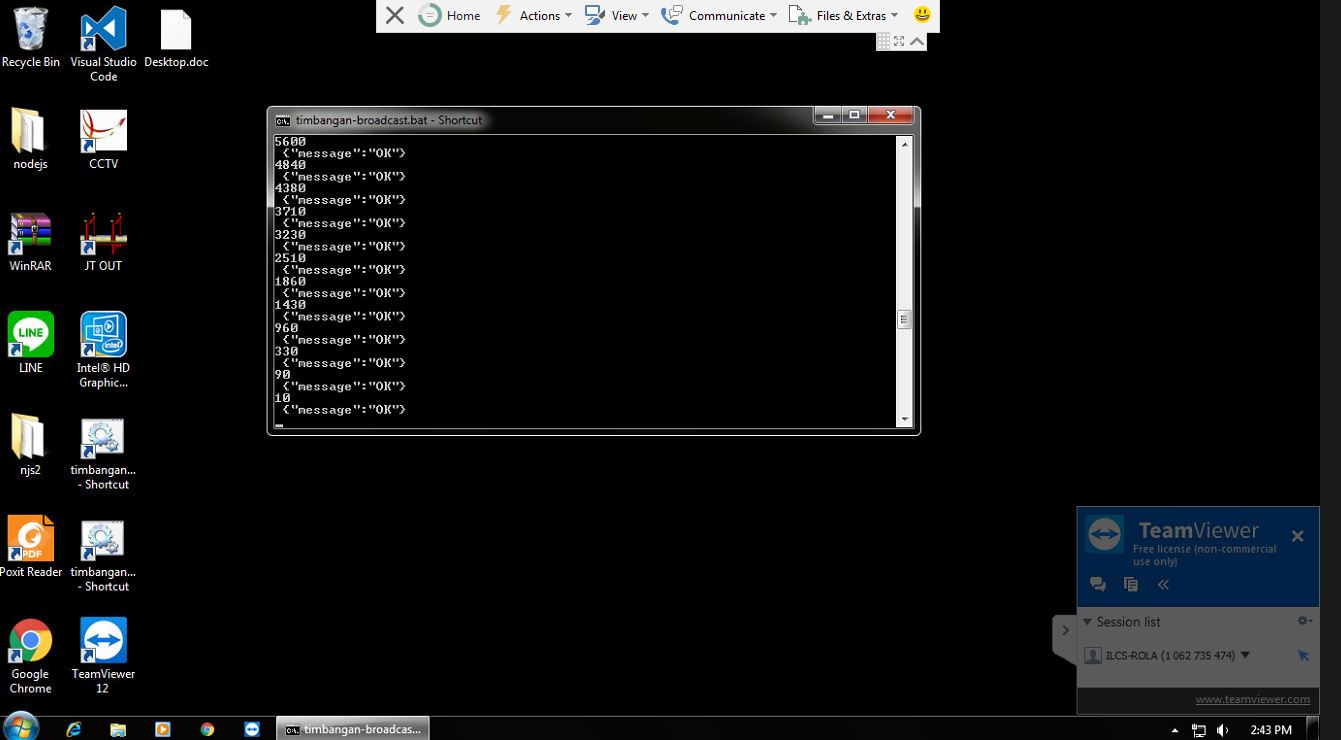 Home
Actions
View
Communicate
Files & Extras
Recycle Bin
Visual Studio
Code
Desktop.doc
nodejs
CCTV
WinRAR
JT OUT
LINE
LINE
Intel® HD
Graphic...
intel
njs2
timbangan...
- Shortcut
PDF
Foxit Reader
timbangan...
- Shortcut
Google
Chrome
TeamViewer
12
timbangan-broadcast.bat - Shortcut
5600
{"message":"OK"}
4840
{"message":"OK"}
4380
{"message":"OK"}
3710
{"message":"OK"}
3230
{"message":"OK"}
2510
{"message":"OK"}
1860
{"message":"OK"}
1430
{"message":"OK"}
960
{"message":"OK"}
330
{"message":"OK"}
90
{"message":"OK"}
10
{"message":"OK"}
TeamViewer
Free license (non-commercial
use only)
Session list
ILCS-ROLA (1 062 735 474)
www.teamviewer.com
timbangan-broadcas...
2:43 PM